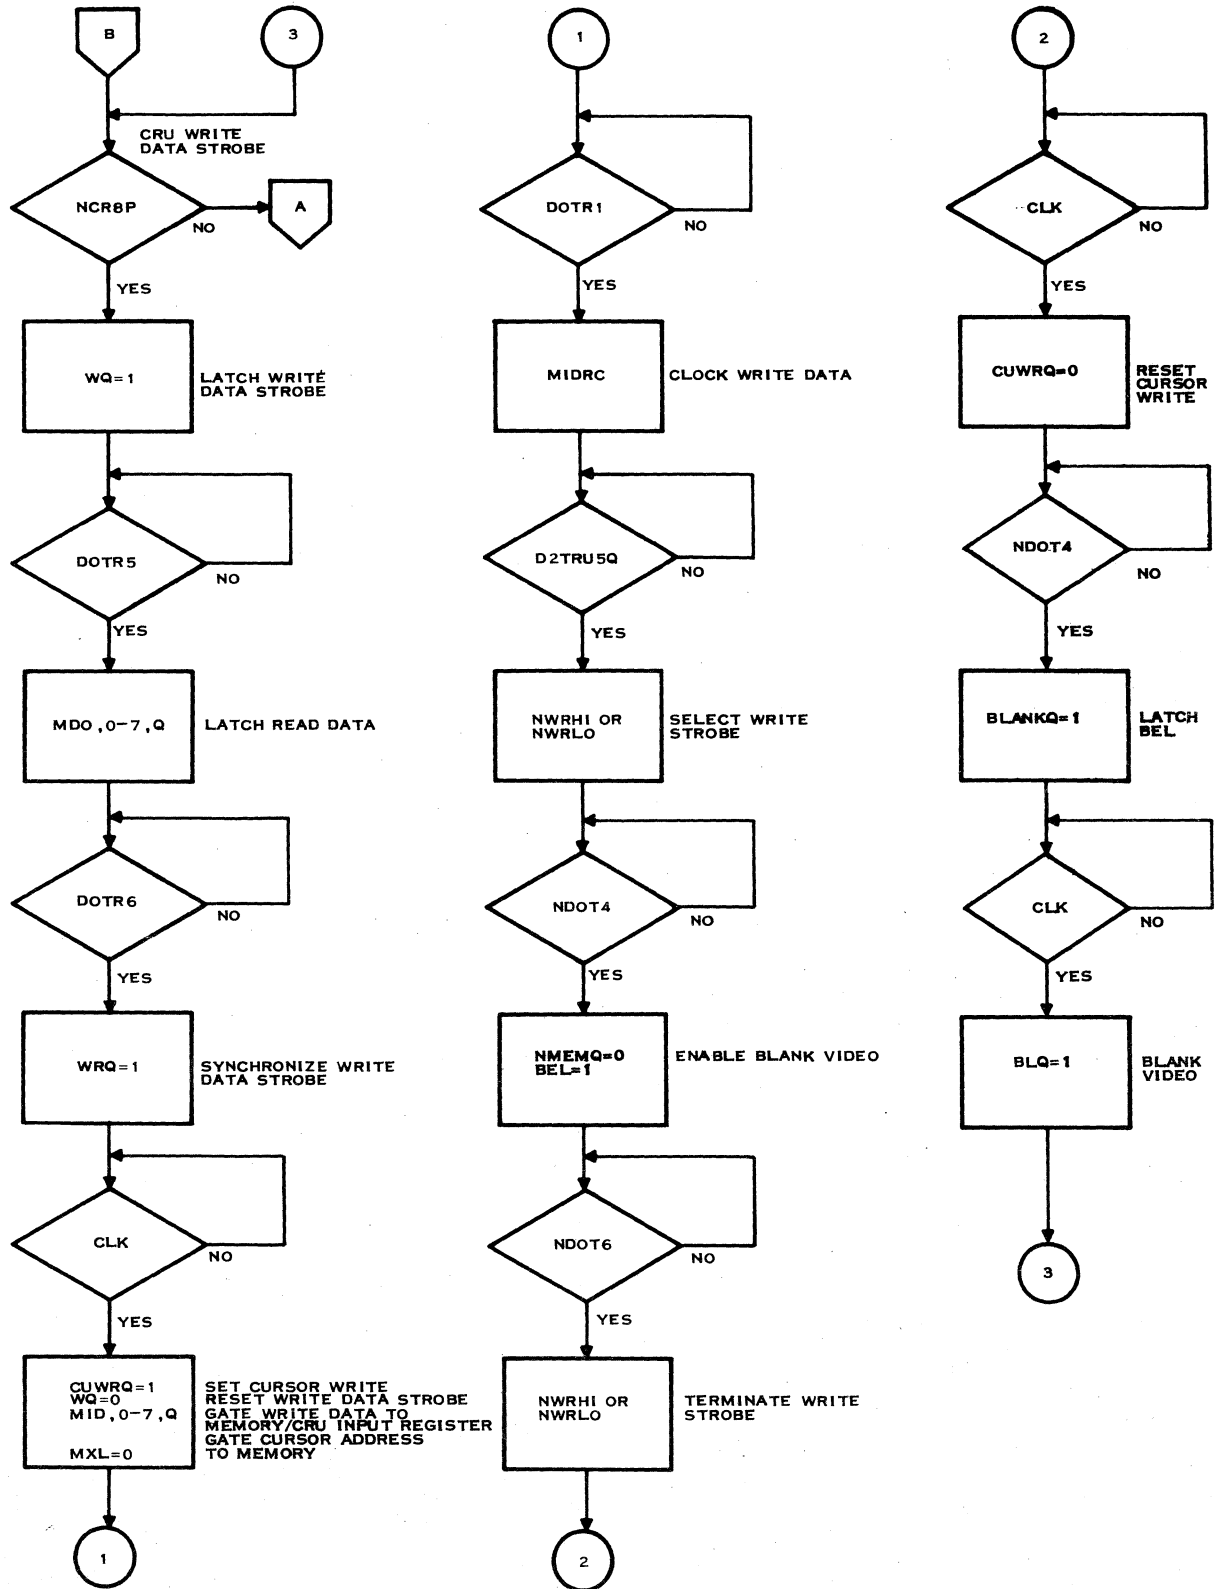 B
3
CRU WRITE
DATA STROBE
NCR8P
NO
A
YES
WQ=1
LATCH WRITE
DATA STROBE
DOTR5
NO
YES
MDO,0-7,Q
LATCH READ DATA
DOTR6
NO
YES
WRQ=1
SYNCHRONIZE WRITE
DATA STROBE
CLK
NO
YES
CUWRQ=1 SET CURSOR WRITE
WQ=0 RESET WRITE DATA STROBE
MID,0-7,Q GATE WRITE DATA TO
MEMORY/CRU INPUT REGISTER
GATE CURSOR ADDRESS
MXL=0 TO MEMORY
1
1
DOTR1
NO
YES
MIDRC
CLOCK WRITE DATA
D2TRU5Q
NO
YES
NWRHI OR
NWRLO
SELECT WRITE
STROBE
NDOT4
NO
YES
NMEMQ=0
BEL=1
ENABLE BLANK VIDEO
NDOT6
NO
YES
NWRHI OR
NWRLO
TERMINATE WRITE
STROBE
2
2
CLK
NO
YES
CUWRQ=0
RESET
CURSOR
WRITE
NDOT4
NO
YES
BLANKQ=1
LATCH
BEL
CLK
NO
YES
BLQ=1
BLANK
VIDEO
3